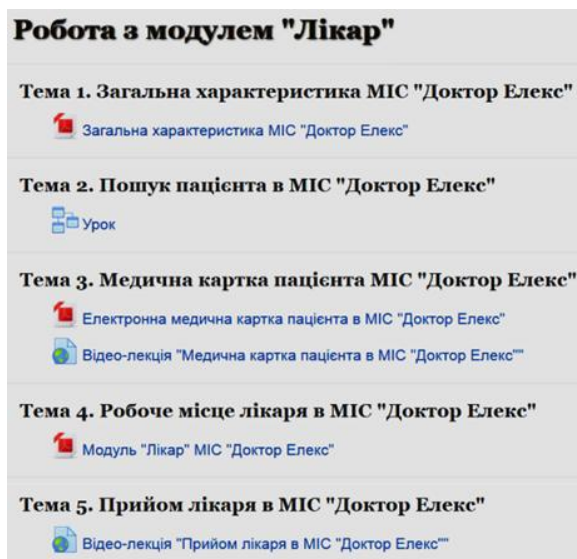 Робота з модулем "Лікар"
Тема 1. Загальна характеристика МІС "Доктор Елекс"
Загальна характеристика МІС "Доктор Елекс"
Тема 2. Пошук пацієнта в МІС "Доктор Елекс"
Урок
Тема 3. Медична картка пацієнта МІС "Доктор Елекс"
Електронна медична картка пацієнта в МІС "Доктор Елекс"
Відео-лекція "Медична картка пацієнта в МІС "Доктор Елекс""
Тема 4. Робоче місце лікаря в МІС "Доктор Елекс"
Модуль "Лікар" МІС "Доктор Елекс"
Тема 5. Прийом лікаря в МІС "Доктор Елекс"
Відео-лекція "Прийом лікаря в МІС "Доктор Елекс""